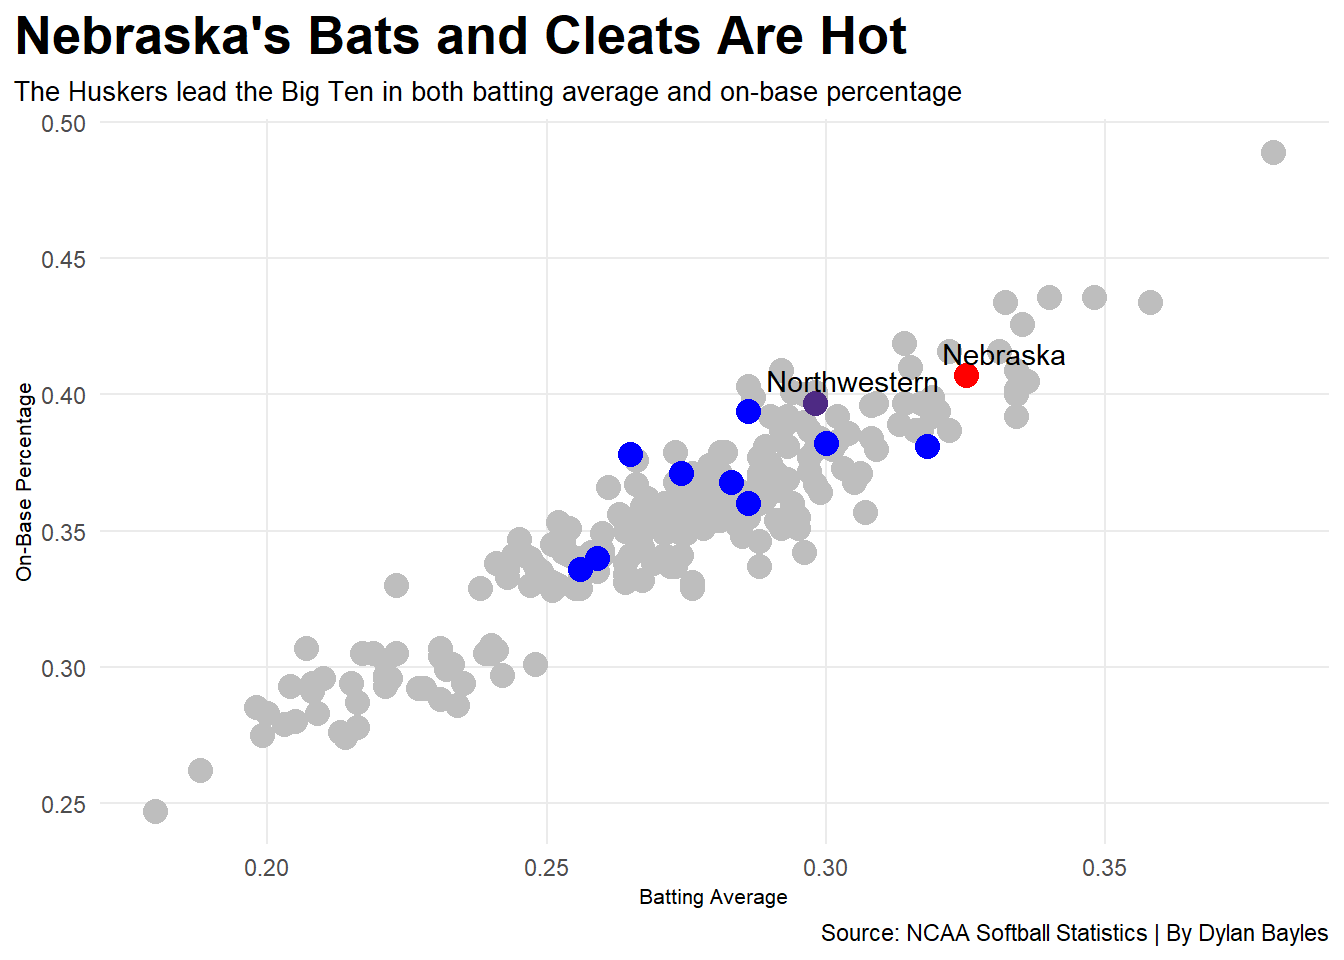 Nebraska's Bats and Cleats Are Hot
The Huskers lead the Big Ten in both batting average and on-base percentage
0.50
0.45
0.40
0.35
0.30
0.25
On-Base Percentage
Nebraska
Northwestern
0.20 0.25 0.30 0.35
Batting Average
Source: NCAA Softball Statistics | By Dylan Bayles